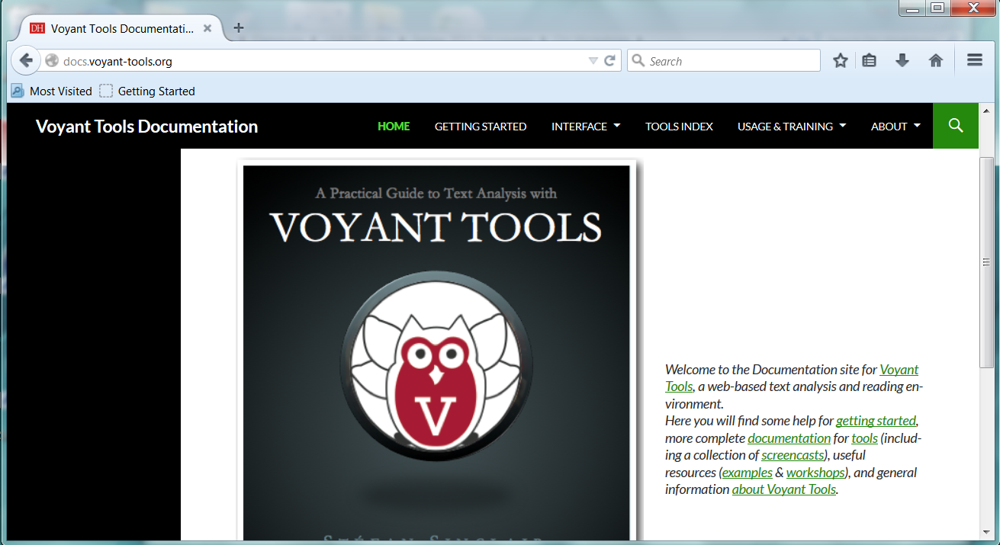 DH Voyant Tools Documentati...
docs.voyant-tools.org
Search
Most Visited Getting Started
Voyant Tools Documentation
HOME GETTING STARTED INTERFACE TOOLS INDEX USAGE & TRAINING ABOUT
A Practical Guide to Text Analysis with
VOYANT TOOLS
V
STÉFAN SINCLAIR
Welcome to the Documentation site for Voyant
Tools, a web-based text analysis and reading en-
vironment.
Here you will find some help for getting started,
more complete documentation for tools (includ-
ing a collection of screencasts), useful
resources (examples & workshops), and general
information about Voyant Tools.